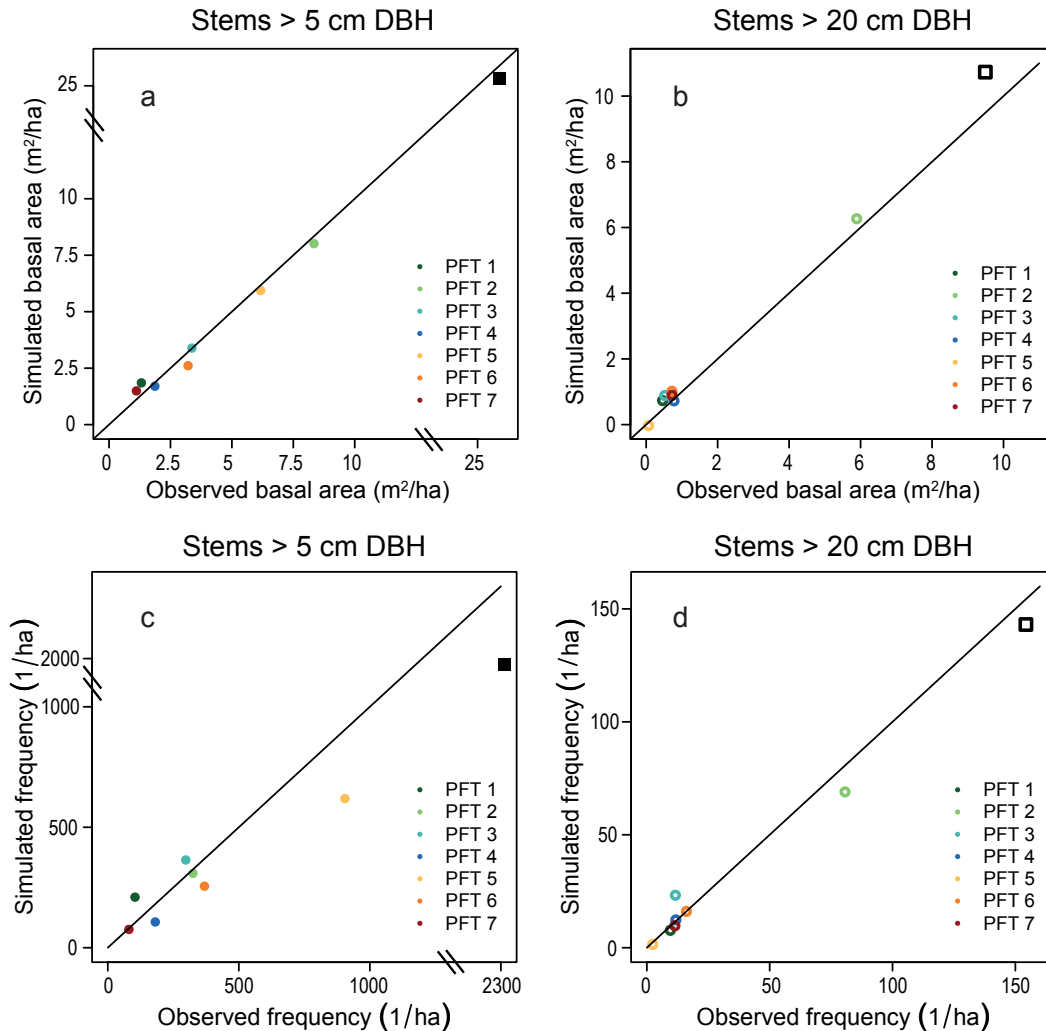 Stems > 5 cm DBH
a
Simulated basal area (m²/ha)
25
10
7.5
5
2.5
0
0 2.5 5 7.5 10 25
Observed basal area (m²/ha)
PFT 1
PFT 2
PFT 3
PFT 4
PFT 5
PFT 6
PFT 7
Stems > 20 cm DBH
b
Simulated basal area (m²/ha)
10
8
6
4
2
0
0 2 4 6 8 10
Observed basal area (m²/ha)
PFT 1
PFT 2
PFT 3
PFT 4
PFT 5
PFT 6
PFT 7
Stems > 5 cm DBH
c
Simulated frequency (1/ha)
2000
1000
500
0
0 500 1000 2300
Observed frequency (1/ha)
PFT 1
PFT 2
PFT 3
PFT 4
PFT 5
PFT 6
PFT 7
Stems > 20 cm DBH
d
Simulated frequency (1/ha)
150
100
50
0
0 50 100 150
Observed frequency (1/ha)
PFT 1
PFT 2
PFT 3
PFT 4
PFT 5
PFT 6
PFT 7